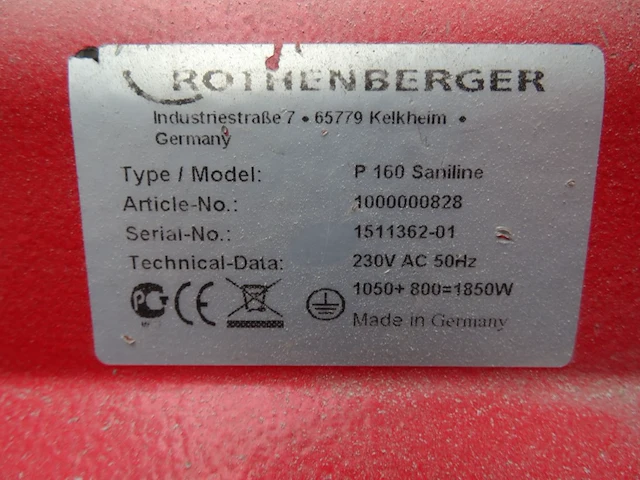 ROTHENBERGER
Industriestraße 7 • 65779 Kelkheim •
Germany
Type / Model: P 160 Saniline
Article-No.: 1000000828
Serial-No.: 1511362-01
Technical-Data: 230V AC 50Hz
1050+ 800=1850W
CE
Made in Germany